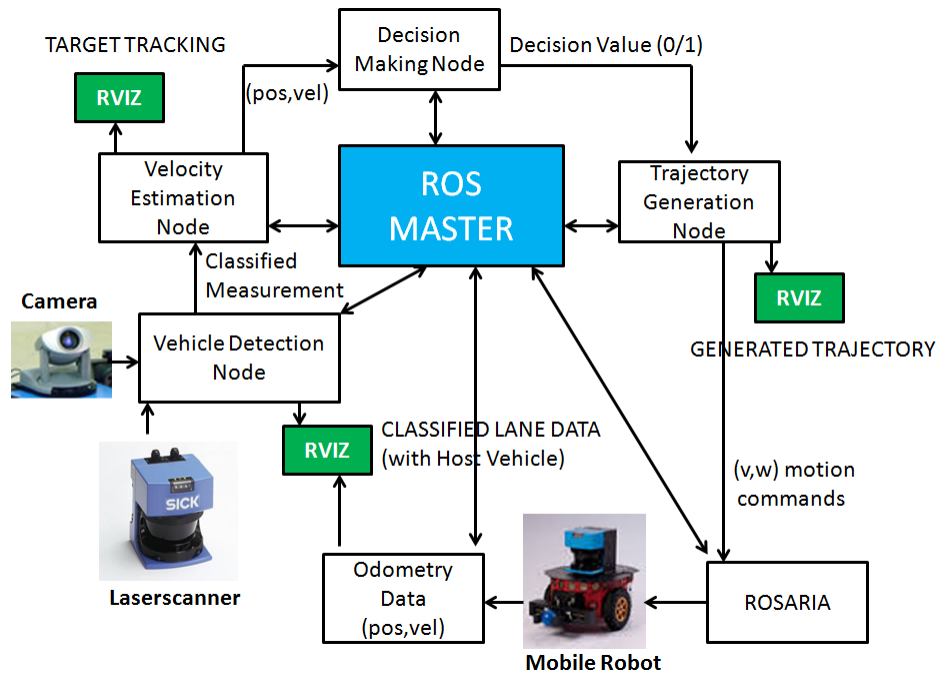 TARGET TRACKING
RVIZ
Decision
Making Node
Decision Value (0/1)
(pos,vel)
Velocity
Estimation
Node
ROS
MASTER
Trajectory
Generation
Node
Classified
Measurement
RVIZ
GENERATED TRAJECTORY
Camera
Vehicle Detection
Node
RVIZ
CLASSIFIED LANE DATA
(with Host Vehicle)
(v,w) motion
commands
SICK
Laserscanner
Odometry
Data
(pos,vel)
Mobile Robot
ROSARIA